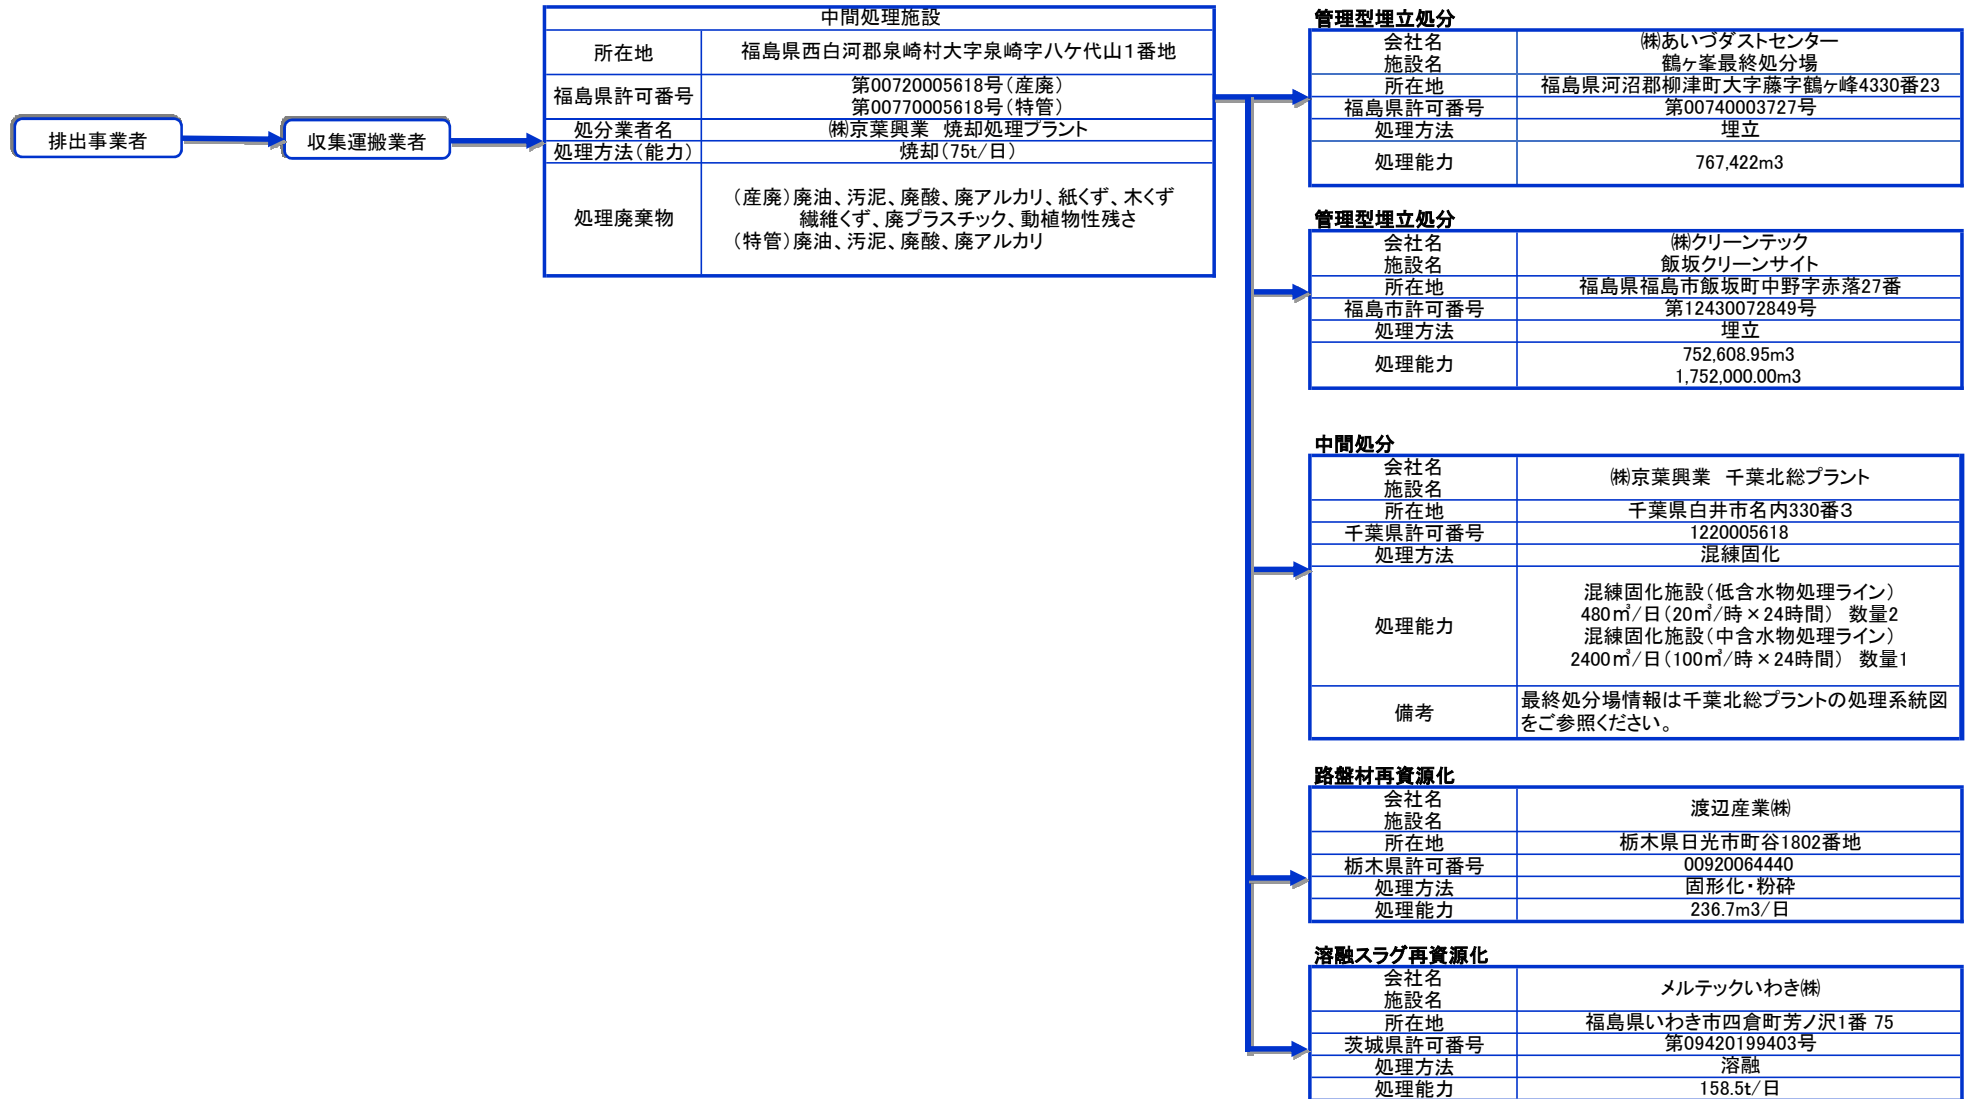 排出事業者
収集運搬業者
中間処理施設
所在地 福島県西白河郡泉崎村大字泉崎字八ケ代山1番地
福島県許可番号 第00720005618号（産廃）
第00770005618号（特管）
処分業者名 ㈱京葉興業　焼却処理プラント
処理方法（能力） 焼却（75t/日）
処理廃棄物 （産廃）廃油、汚泥、廃酸、廃アルカリ、紙くず、木くず
繊維くず、廃プラスチック、動植物性残さ
（特管）廃油、汚泥、廃酸、廃アルカリ
管理型埋立処分
会社名 ㈱あいづダストセンター
施設名 鶴ヶ峯最終処分場
所在地 福島県河沼郡柳津町大字藤字鶴ヶ峰4330番23
福島県許可番号 第00740003727号
処理方法 埋立
処理能力 767,422m3
管理型埋立処分
会社名 ㈱クリーンテック
施設名 飯坂クリーンサイト
所在地 福島県福島市飯坂町中野字赤落27番
福島市許可番号 第12430072849号
処理方法 埋立
処理能力 752,608.95m3
1,752,000.00m3
中間処分
会社名
施設名 ㈱京葉興業　千葉北総プラント
所在地 千葉県白井市名内330番３
千葉県許可番号 1220005618
処理方法 混練固化
処理能力 混練固化施設（低含水物処理ライン）
480㎥/日（20㎥/時×24時間）　数量2
混練固化施設（中含水物処理ライン）
2400㎥/日（100㎥/時×24時間）　数量1
備考 最終処分場情報は千葉北総プラントの処理系統図
をご参照ください。
路盤材再資源化
会社名
施設名 渡辺産業㈱
所在地 栃木県日光市町谷1802番地
栃木県許可番号 00920064440
処理方法 固形化・粉砕
処理能力 236.7m3/日
溶融スラグ再資源化
会社名
施設名 メルテックいわき㈱
所在地 福島県いわき市四倉町芳ノ沢1番 75
茨城県許可番号 第09420199403号
処理方法 溶融
処理能力 158.5t/日